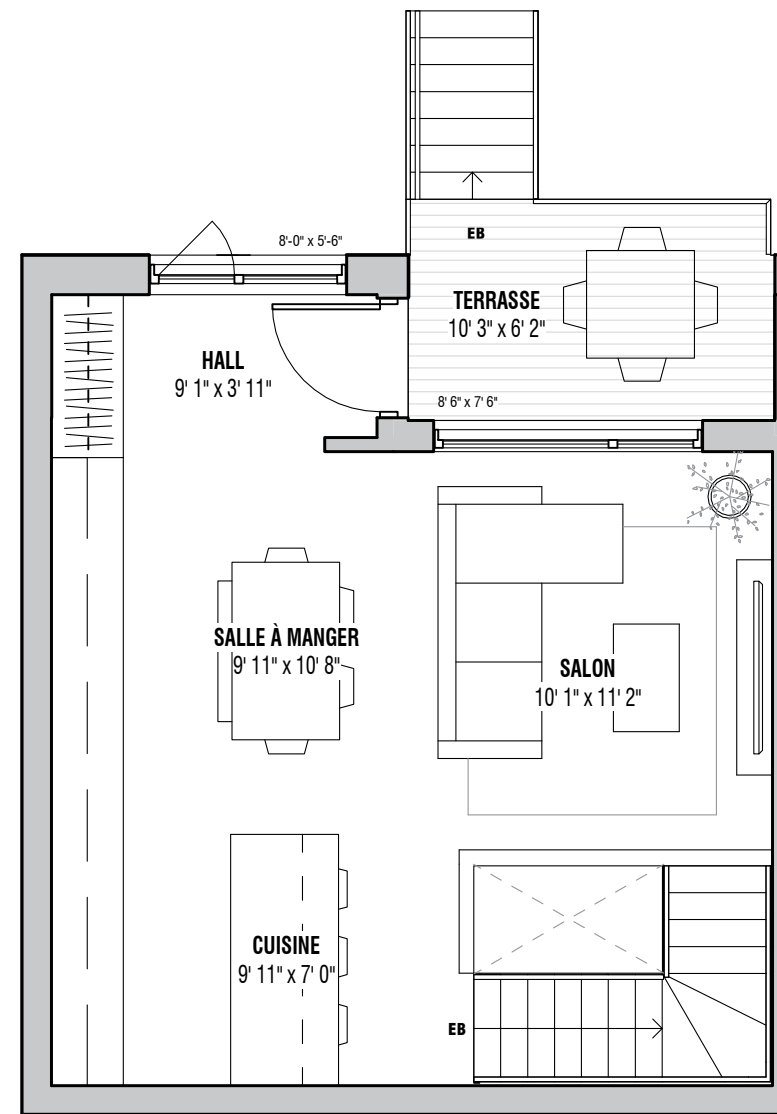 EB
8'-0" x 5'-6"
TERRASSE
10' 3" x 6' 2"
HALL
9' 1" x 3' 11"
8' 6" x 7' 6"
SALLE À MANGER
9' 11" x 10' 8"
SALON
10' 1" x 11' 2"
CUISINE
9' 11" x 7' 0"
EB